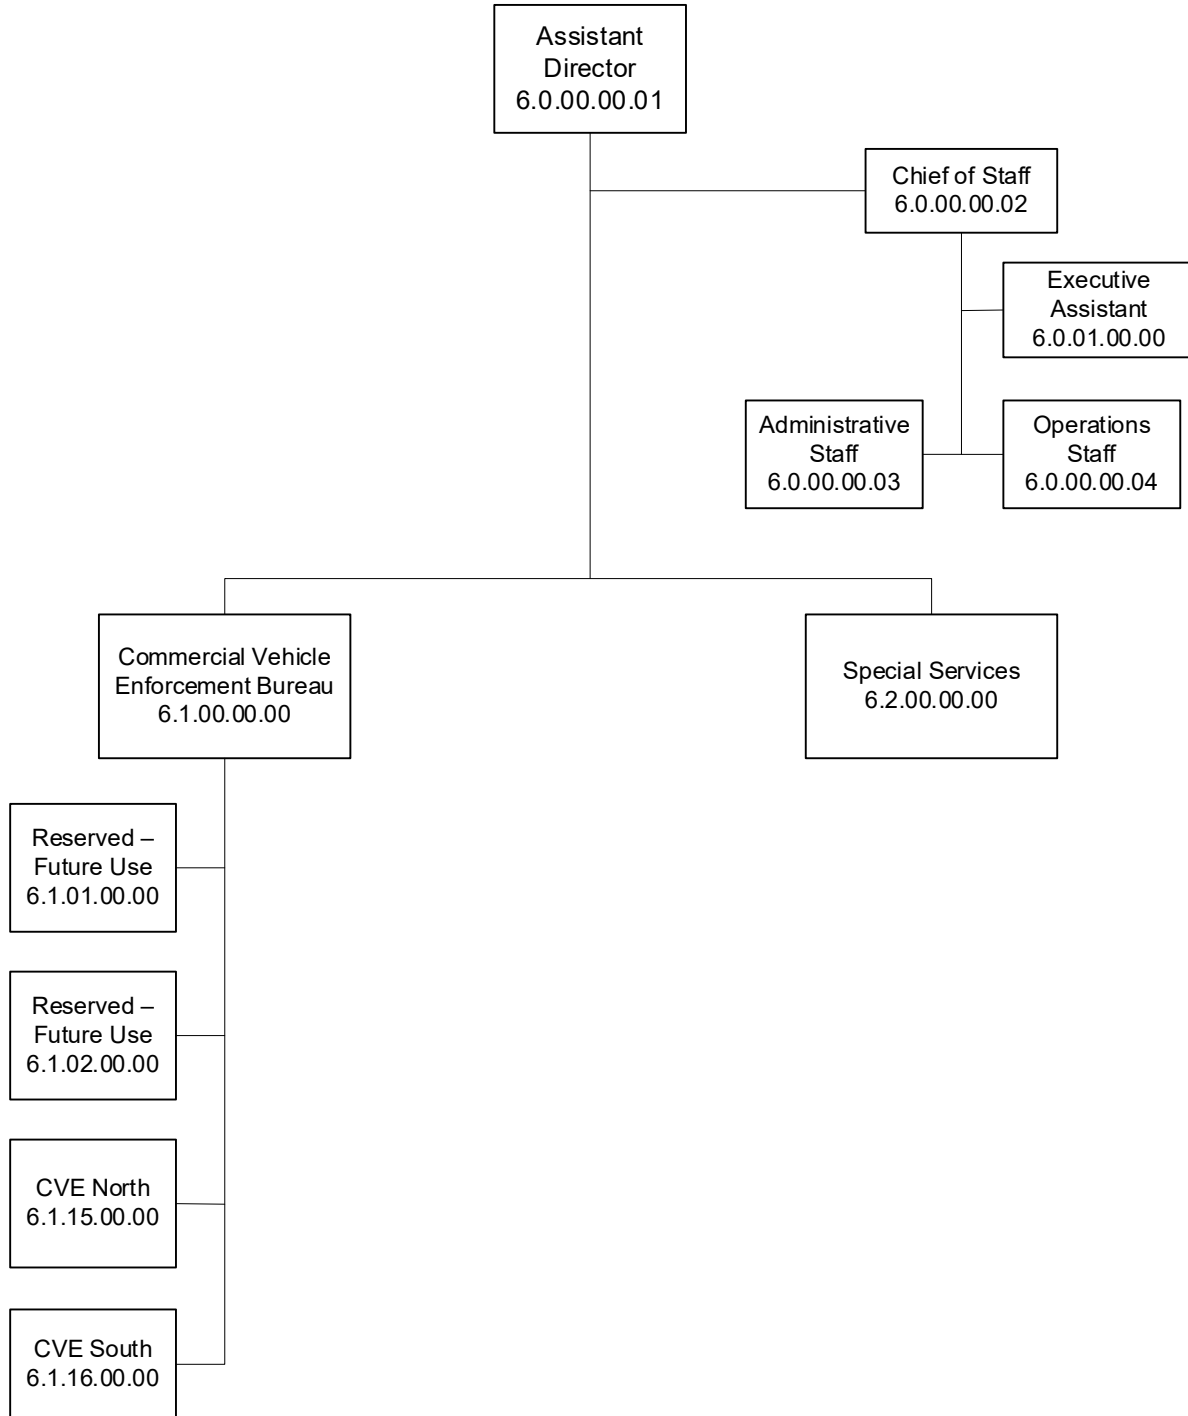 Assistant
Director
6.0.00.00.01
Chief of Staff
6.0.00.00.02
Executive
Assistant
6.0.01.00.00
Administrative
Staff
6.0.00.00.03
Operations
Staff
6.0.00.00.04
Commercial Vehicle
Enforcement Bureau
6.1.00.00.00
Special Services
6.2.00.00.00
Reserved –
Future Use
6.1.01.00.00
Reserved –
Future Use
6.1.02.00.00
CVE North
6.1.15.00.00
CVE South
6.1.16.00.00